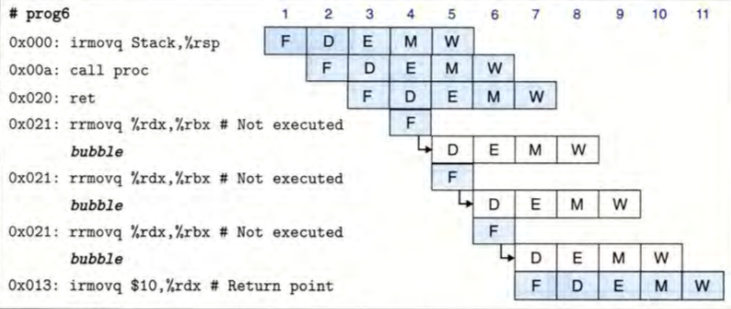 # prog6 1 2 3 4 5 6 7 8 9 10 11
0x000: irmovq Stack,%rsp F D E M W
0x00a: call proc F D E M W
0x020: ret F D E M W
0x021: rrmovq %rdx,%rbx # Not executed F
bubble D E M W
0x021: rrmovq %rdx,%rbx # Not executed F
bubble D E M W
0x021: rrmovq %rdx,%rbx # Not executed F
bubble D E M W
0x013: irmovq $10,%rdx # Return point F D E M W